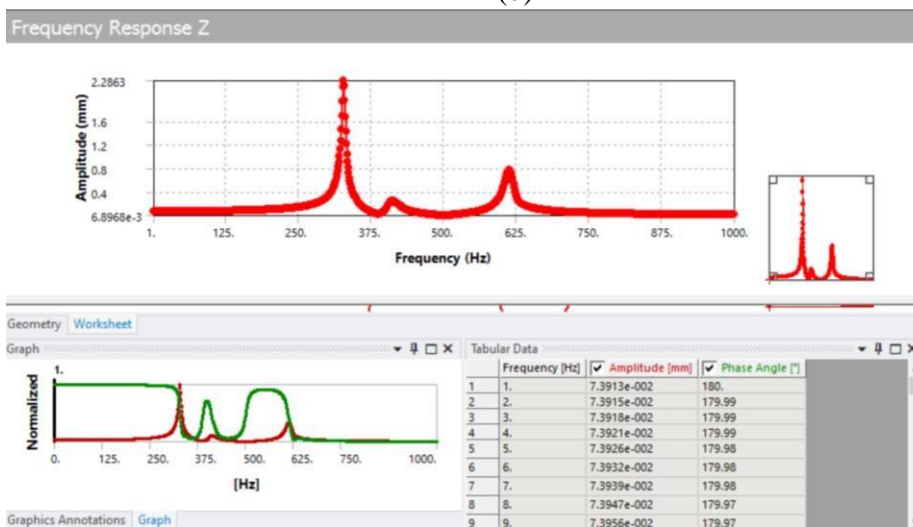 Frequency Response Z
Amplitude (mm)
2.2863
1.6
1.2
0.8
0.4
6.8968e-3
1. 125. 250. 375. 500. 625. 750. 875. 1000.
Frequency (Hz)
Geometry Worksheet
Graph
1.
Normalized
0. 125. 250. 375. 500. 625. 750. 1000.
[Hz]
Graphics Annotations Graph
Tabular Data
Frequency [Hz] Amplitude [mm] Phase Angle [°]
1 1. 7.3913e-002 180.
2 2. 7.3915e-002 179.99
3 3. 7.3918e-002 179.99
4 4. 7.3921e-002 179.99
5 5. 7.3926e-002 179.98
6 6. 7.3932e-002 179.98
7 7. 7.3939e-002 179.98
8 8. 7.3947e-002 179.97
9 9. 7.3956e-002 179.97